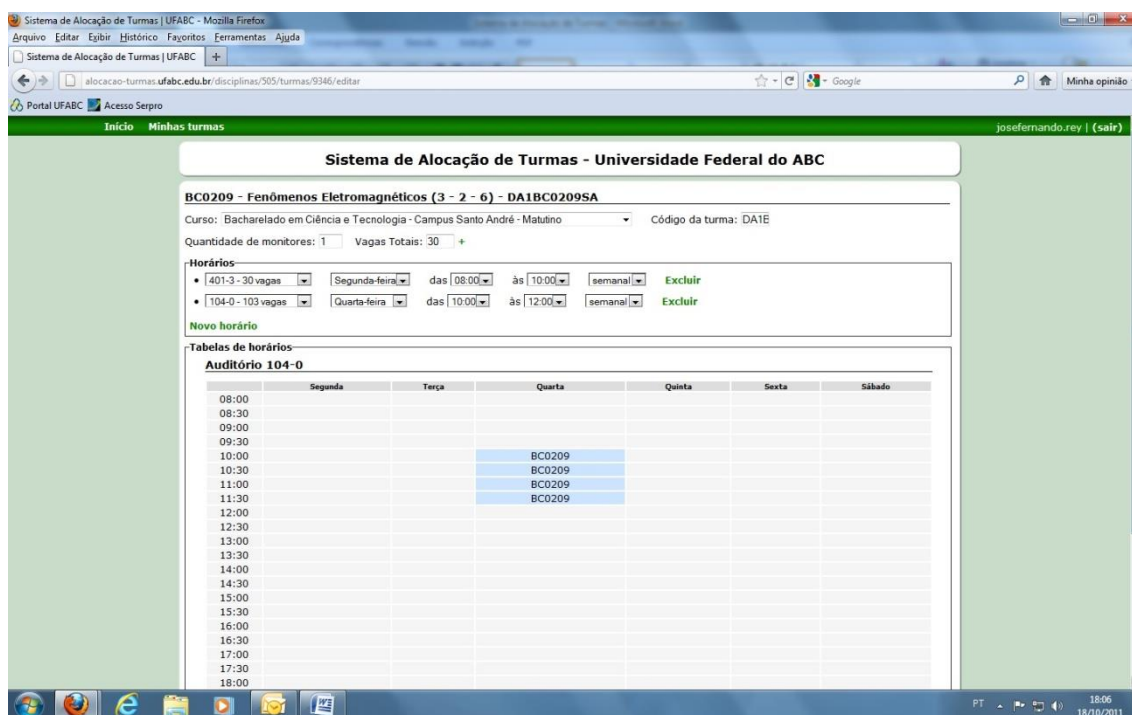 Sistema de Alocação de Turmas | UFABC - Mozilla Firefox
Arquivo Editar Exibir Histórico Favoritos Ferramentas Ajuda
Sistema de Alocação de Turmas | UFABC +
alocacao-turmas.ufabc.edu.br/disciplinas/505/turmas/9346/editar Google Minha opinião
Portal UFABC Acesso Serpro
Início Minhas turmas josefernando.rey | (sair)
Sistema de Alocação de Turmas - Universidade Federal do ABC
BC0209 - Fenômenos Eletromagnéticos (3 - 2 - 6) - DA1BC0209SA
Curso: Bacharelado em Ciência e Tecnologia - Campus Santo André - Matutino Código da turma: DA1B
Quantidade de monitores: 1 Vagas Totais: 30 +
Horários
• 401-3 - 30 vagas Segunda-feira das 08:00 às 10:00 semanal Excluir
• 104-0 - 103 vagas Quarta-feira das 10:00 às 12:00 semanal Excluir
Novo horário
Tabelas de horários
Auditório 104-0
Segunda Terça Quarta Quinta Sexta Sábado
08:00
08:30
09:00
09:30
10:00 BC0209
10:30 BC0209
11:00 BC0209
11:30 BC0209
12:00
12:30
13:00
13:30
14:00
14:30
15:00
15:30
16:00
16:30
17:00
17:30
18:00
PT 18:06
18/10/2011